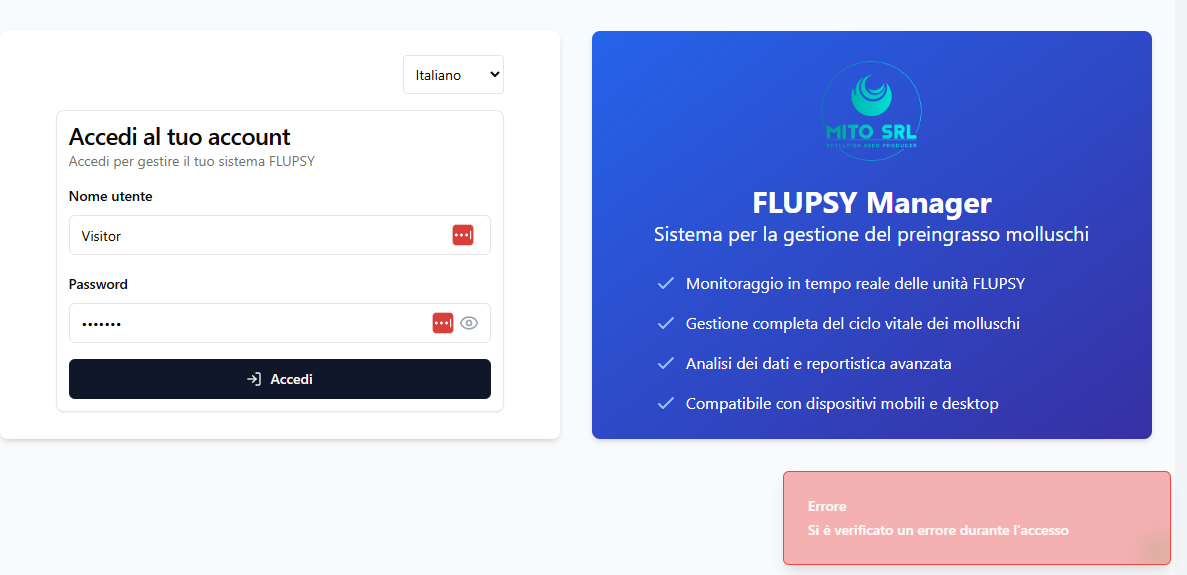 Italiano
Accedi al tuo account
Accedi per gestire il tuo sistema FLUPSY
Nome utente
Visitor
Password
•••••••
Accedi
MITO SRL
SHELLFISH SEED PRODUCER
FLUPSY Manager
Sistema per la gestione del preingrasso molluschi
Monitoraggio in tempo reale delle unità FLUPSY
Gestione completa del ciclo vitale dei molluschi
Analisi dei dati e reportistica avanzata
Compatibile con dispositivi mobili e desktop
Errore
Si è verificato un errore durante l'accesso